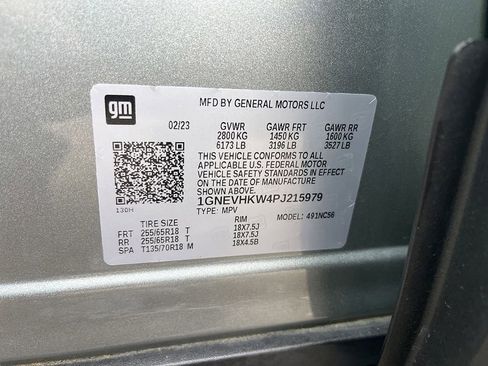 gm
MFD BY GENERAL MOTORS LLC
02/23 GVWR GAWR FRT GAWR RR
2800 KG 1450 KG 1600 KG
6173 LB 3196 LB 3527 LB
THIS VEHICLE CONFORMS TO ALL
APPLICABLE U.S. FEDERAL MOTOR
VEHICLE SAFETY STANDARDS IN EFFECT
ON THE DATE OF MANUFACTURE
SHOWN ABOVE.
1GNEVHKW4PJ215979
130H TYPE: MPV MODEL: 491NC56
TIRE SIZE RIM
FRT 255/65R18 T 18X7.5J
RR 255/65R18 T 18X7.5J
SPA T135/70R18 M 18X4.5B